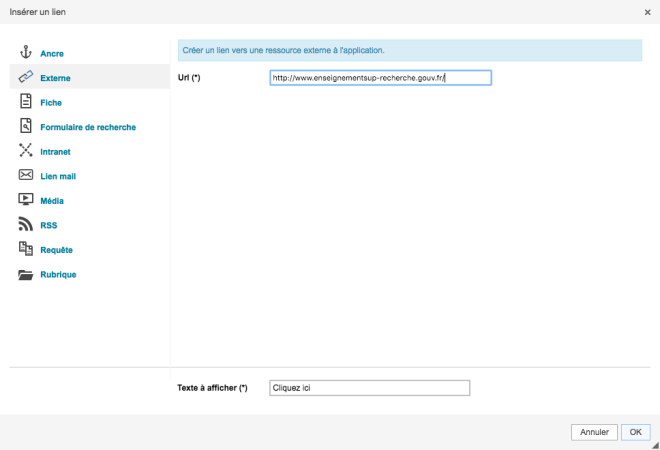 Insérer un lien
×
Ancre
Externe
Fiche
Formulaire de recherche
Intranet
Lien mail
Média
RSS
Requête
Rubrique
Créer un lien vers une ressource externe à l'application.
Url (*) http://www.enseignementsup-recherche.gouv.fr/
Texte à afficher (*) Cliquez ici
Annuler OK